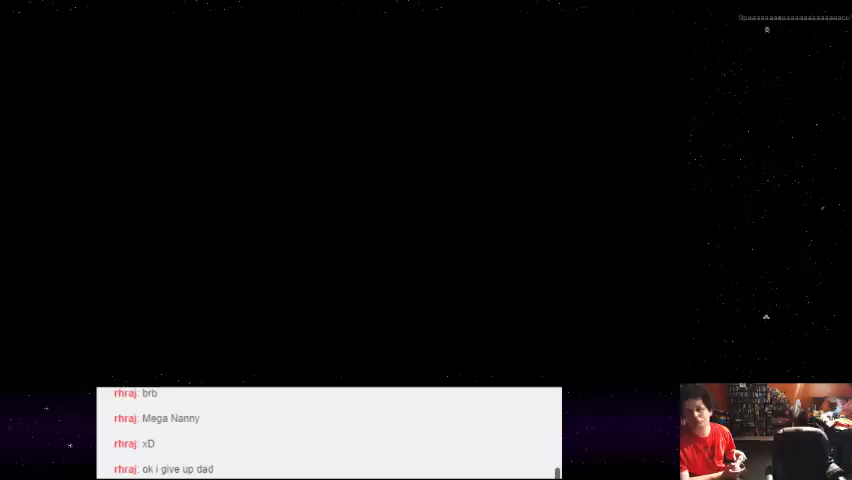 rhraj: brb
rhraj: Mega Nanny
rhraj: xD
rhraj: ok i give up dad